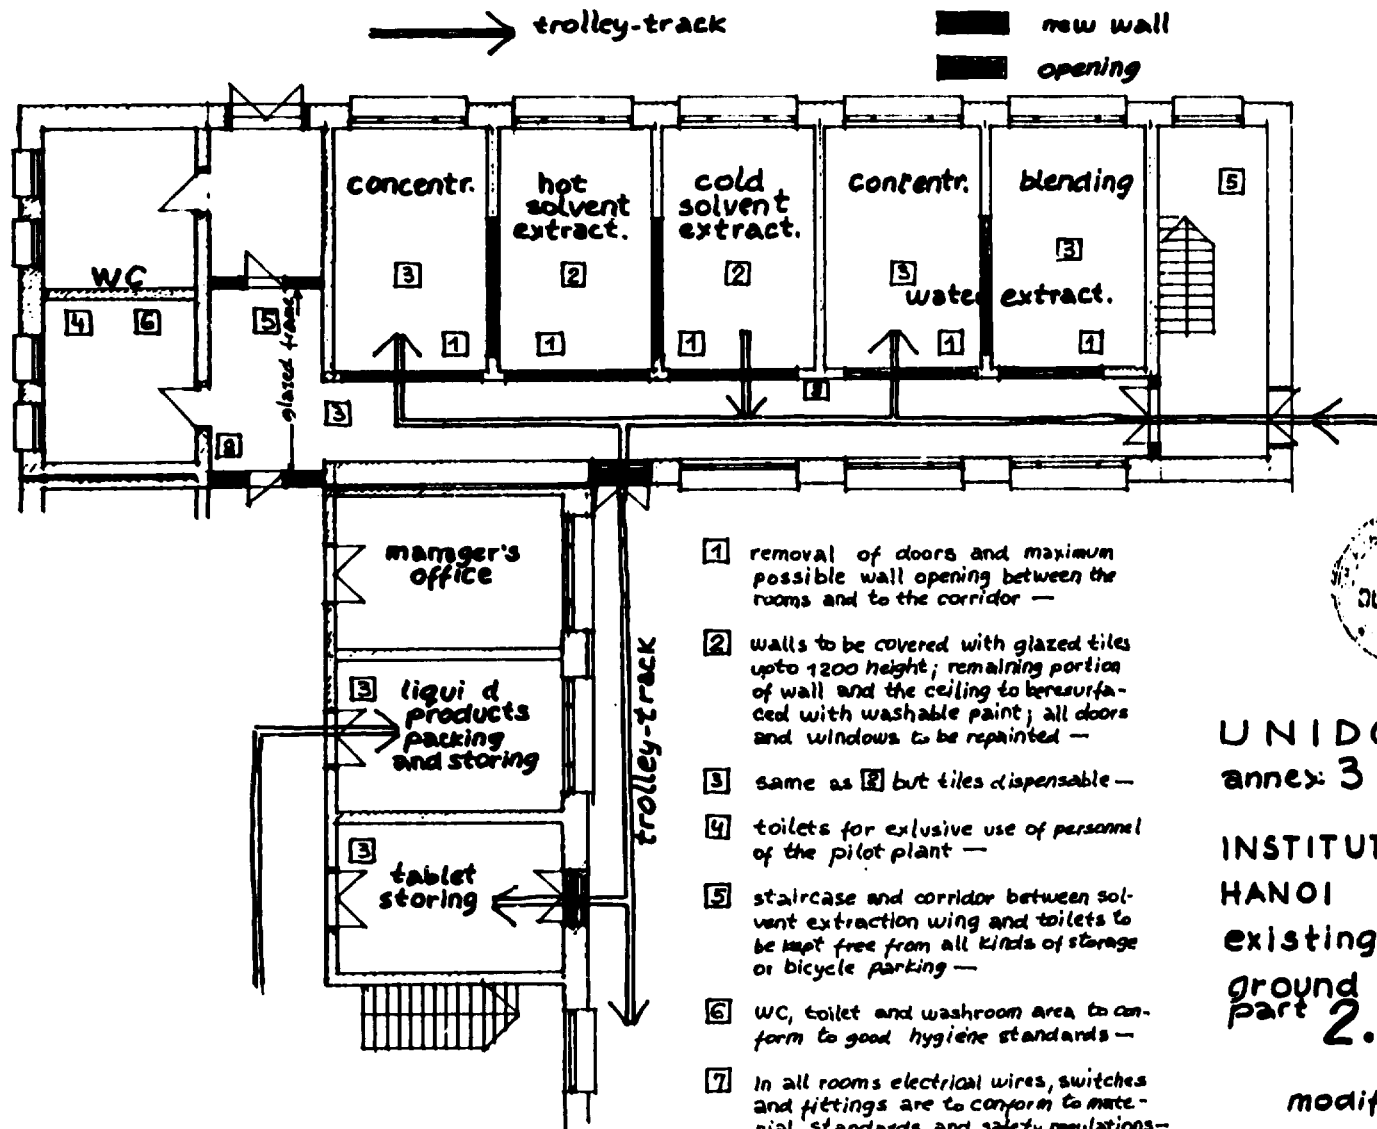 trolley-track
new wall
opening
concentr.
hot
solvent
extract.
cold
solvent
extract.
concentr.
blending
5
3
2
2
3
3
water extract.
WC
4
6
5
glazed frame
1
1
1
1
1
3
8
manager's
office
3
liquid
products
packing
and storing
3
tablet
storing
trolley-track
1 removal of doors and maximum
possible wall opening between the
rooms and to the corridor —
2 walls to be covered with glazed tiles
upto 1200 height; remaining portion
of wall and the ceiling to beresurfa-
ced with washable paint; all doors
and windows to be repainted —
3 same as 2 but tiles dispensable —
4 toilets for exlusive use of personnel
of the pilot plant —
5 staircase and corridor between sol-
vent extraction wing and toilets to
be kept free from all kinds of storage
or bicycle parking —
6 WC, toilet and washroom area to con-
form to good hygiene standards —
7 In all rooms electrical wires, switches
and fittings are to conform to mate-
rial standards and safety regulations—
UNIDO
annex: 3
INSTITUT
HANOI
existing
ground
part 2.
modif